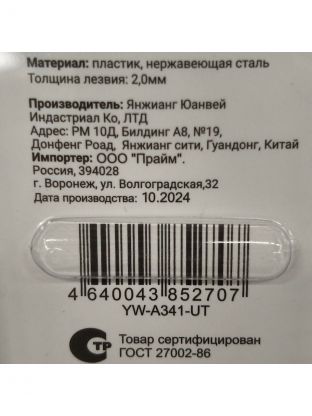 Материал: пластик, нержавеющая сталь
Толщина лезвия: 2,0мм
Производитель: Янжианг Юанвей
Индастриал Ко, ЛТД
Адрес: РМ 10Д, Билдинг А8, №19,
Донфенг Роад, Янжианг сити, Гуандонг, Китай
Импортер: ООО "Прайм".
Россия, 394028
г. Воронеж, ул. Волгоградская,32
Дата производства: 10.2024
4 640043 852707
YW-A341-UT
СТР Товар сертифицирован
ГОСТ 27002-86